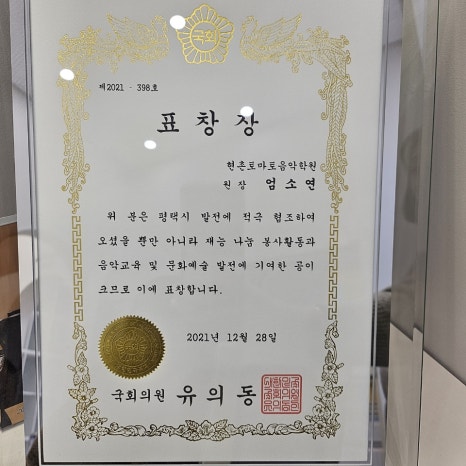 국회
제2021 - 398호
표창장
현촌토마토음악학원
원장 엄소연
위 분은 평택시 발전에 적극 협조하여
오셨을 뿐만 아니라 재능 나눔 봉사활동과
음악교육 및 문화예술 발전에 기여한 공이
크므로 이에 표창합니다.
2021년 12월 28일
국회의원 유의동